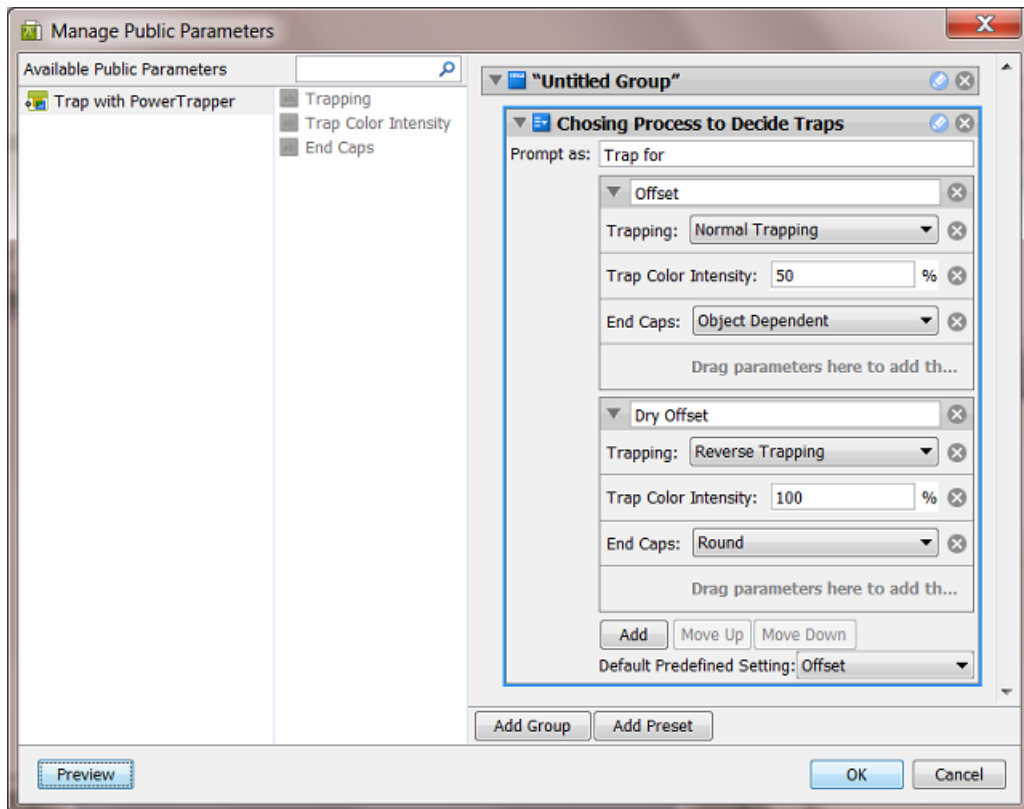 Manage Public Parameters
Available Public Parameters
Trap with PowerTrapper
Trapping
Trap Color Intensity
End Caps
"Untitled Group"
Chosing Process to Decide Traps
Prompt as: Trap for
Offset
Trapping: Normal Trapping
Trap Color Intensity: 50 %
End Caps: Object Dependent
Drag parameters here to add th...
Dry Offset
Trapping: Reverse Trapping
Trap Color Intensity: 100 %
End Caps: Round
Drag parameters here to add th...
Add Move Up Move Down
Default Predefined Setting: Offset
Add Group Add Preset
Preview OK Cancel